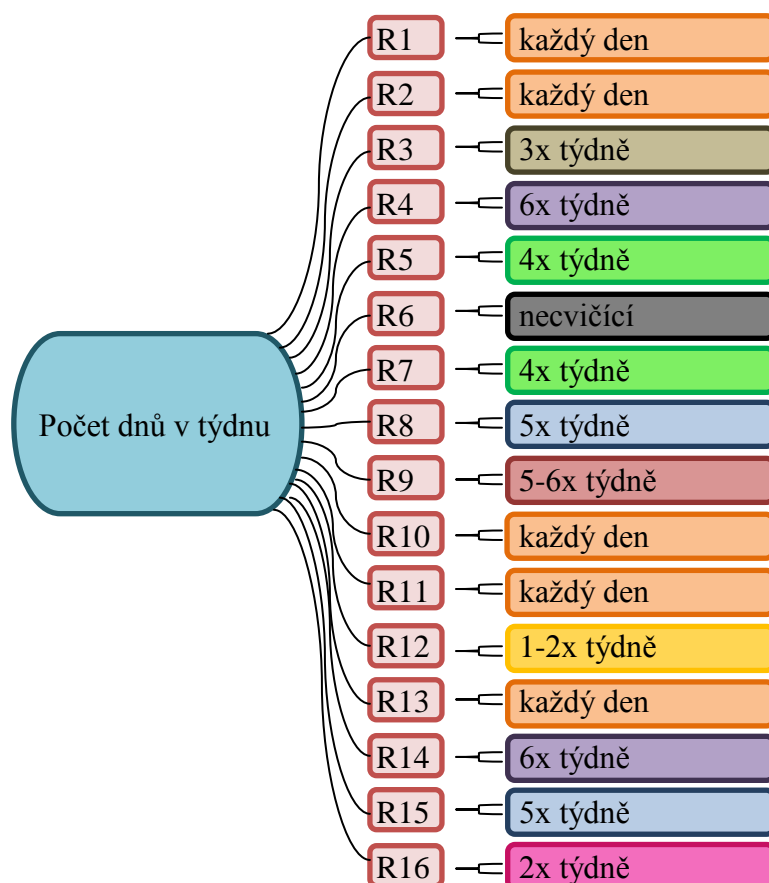 R1 každý den
R2 každý den
R3 3x týdně
R4 6x týdně
R5 4x týdně
R6 necvičící
R7 4x týdně
Počet dnů v týdnu
R8 5x týdně
R9 5-6x týdně
R10 každý den
R11 každý den
R12 1-2x týdně
R13 každý den
R14 6x týdně
R15 5x týdně
R16 2x týdně